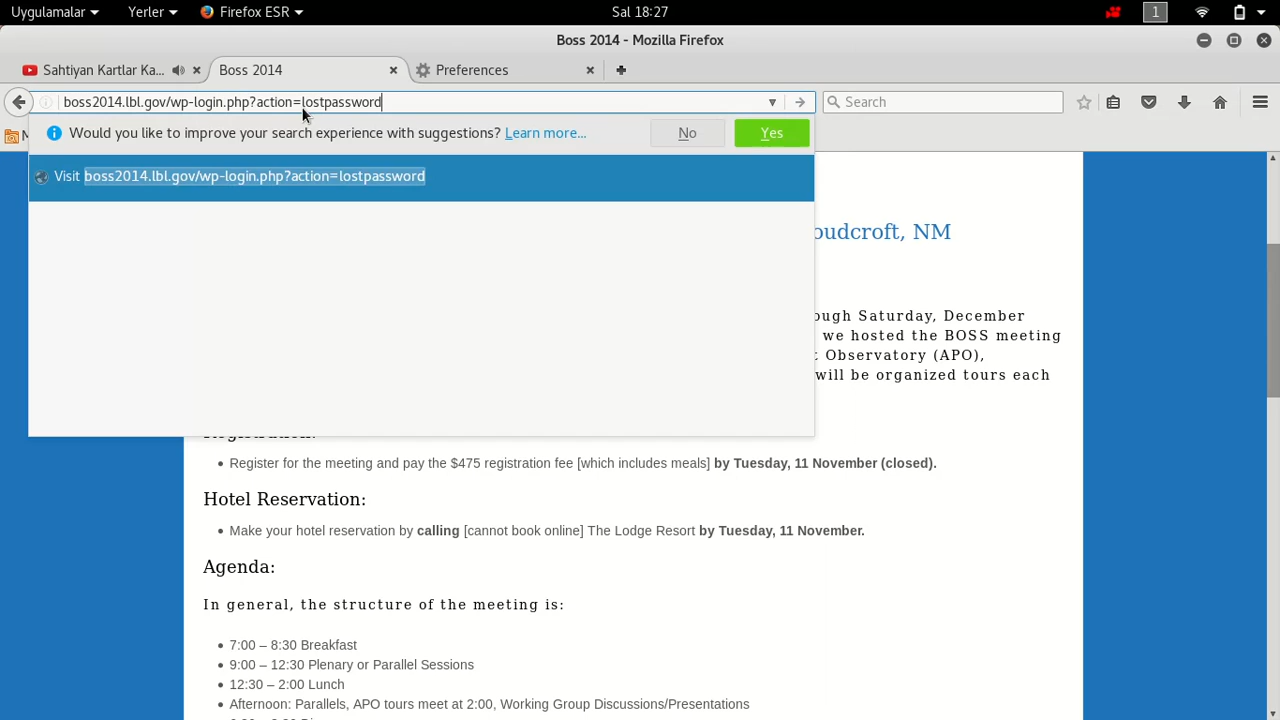 Uygulamalar Yerler Firefox ESR Sal 18:27 1
Boss 2014 - Mozilla Firefox
Sahtiyan Kartlar Ka... Boss 2014 Preferences
boss2014.lbl.gov/wp-login.php?action=lostpassword Search
Would you like to improve your search experience with suggestions? Learn more... No Yes
Visit boss2014.lbl.gov/wp-login.php?action=lostpassword
oudcroft, NM
ough Saturday, December
we hosted the BOSS meeting
t Observatory (APO),
will be organized tours each
Registration:
Register for the meeting and pay the $475 registration fee [which includes meals] by Tuesday, 11 November (closed).
Hotel Reservation:
Make your hotel reservation by calling [cannot book online] The Lodge Resort by Tuesday, 11 November.
Agenda:
In general, the structure of the meeting is:
7:00 – 8:30 Breakfast
9:00 – 12:30 Plenary or Parallel Sessions
12:30 – 2:00 Lunch
Afternoon: Parallels, APO tours meet at 2:00, Working Group Discussions/Presentations